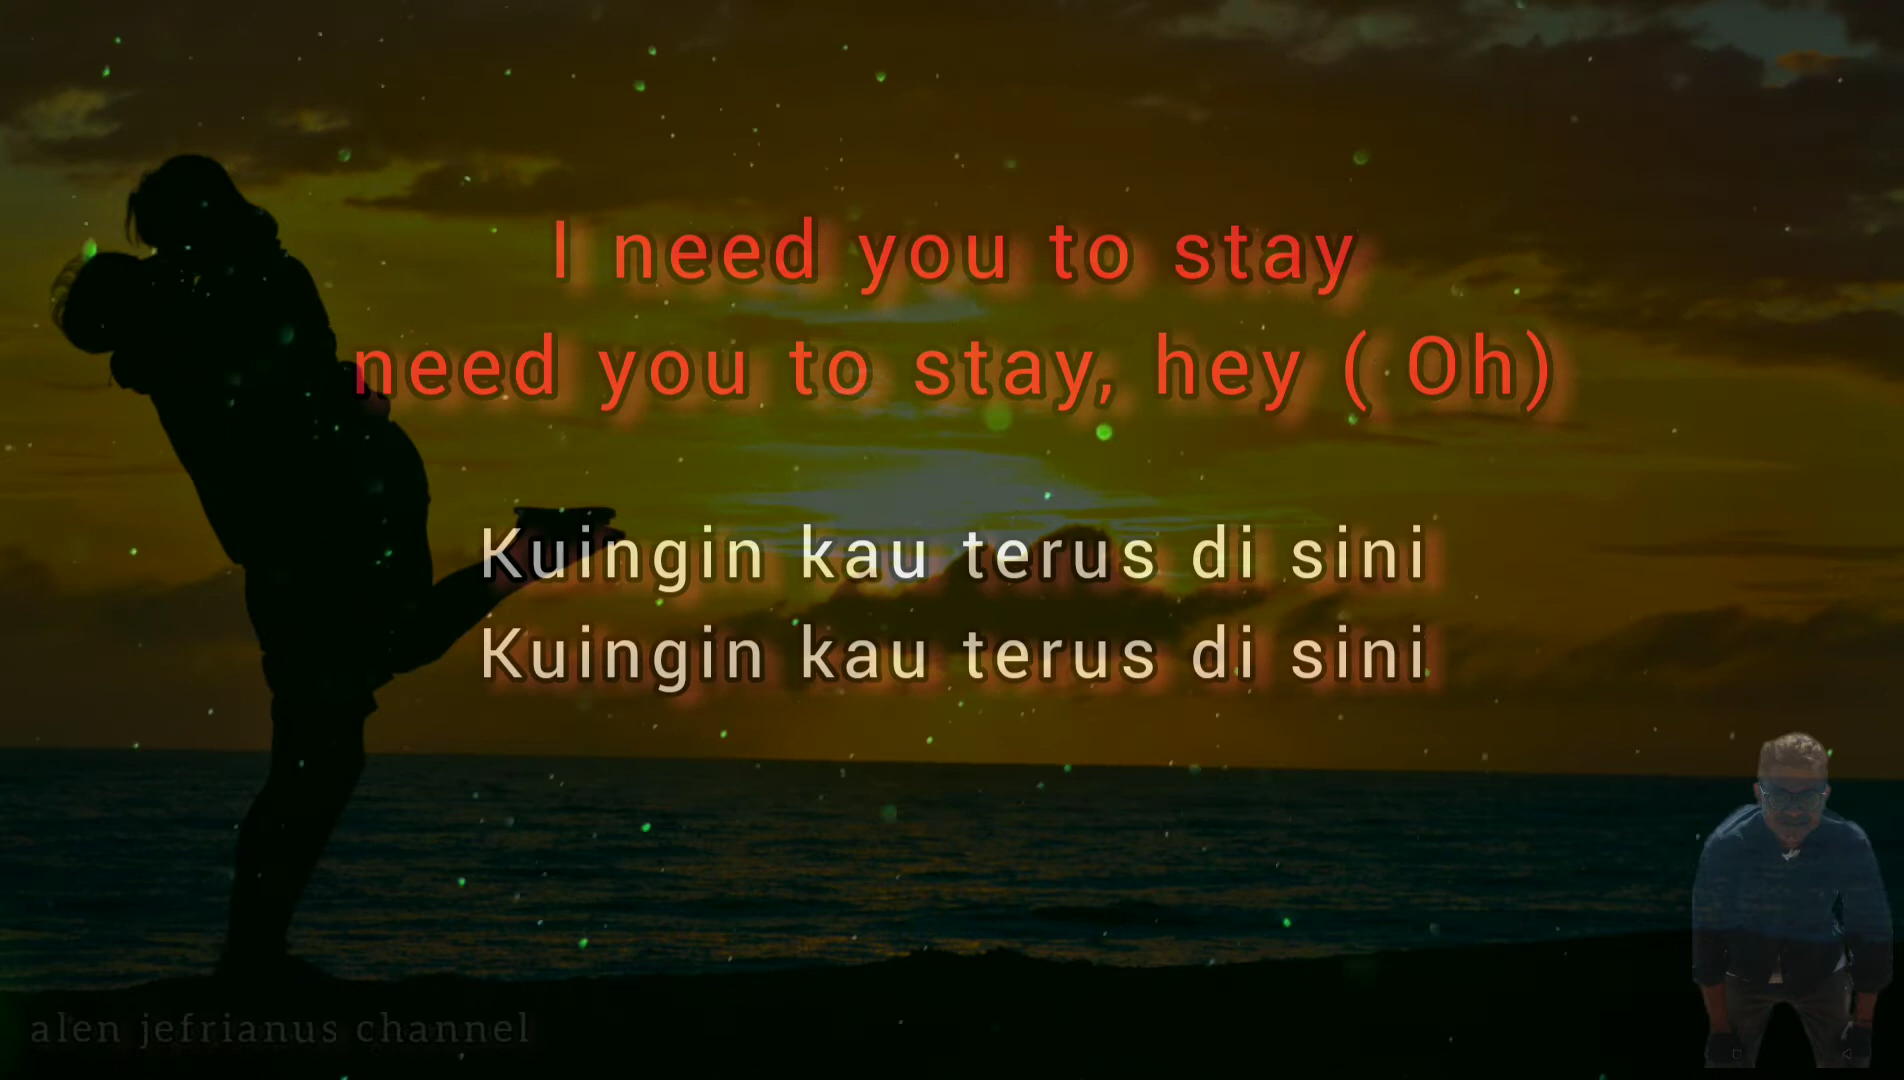 I need you to stay
need you to stay, hey ( Oh)
Kuingin kau terus di sini
Kuingin kau terus di sini
alen jefrianus channel